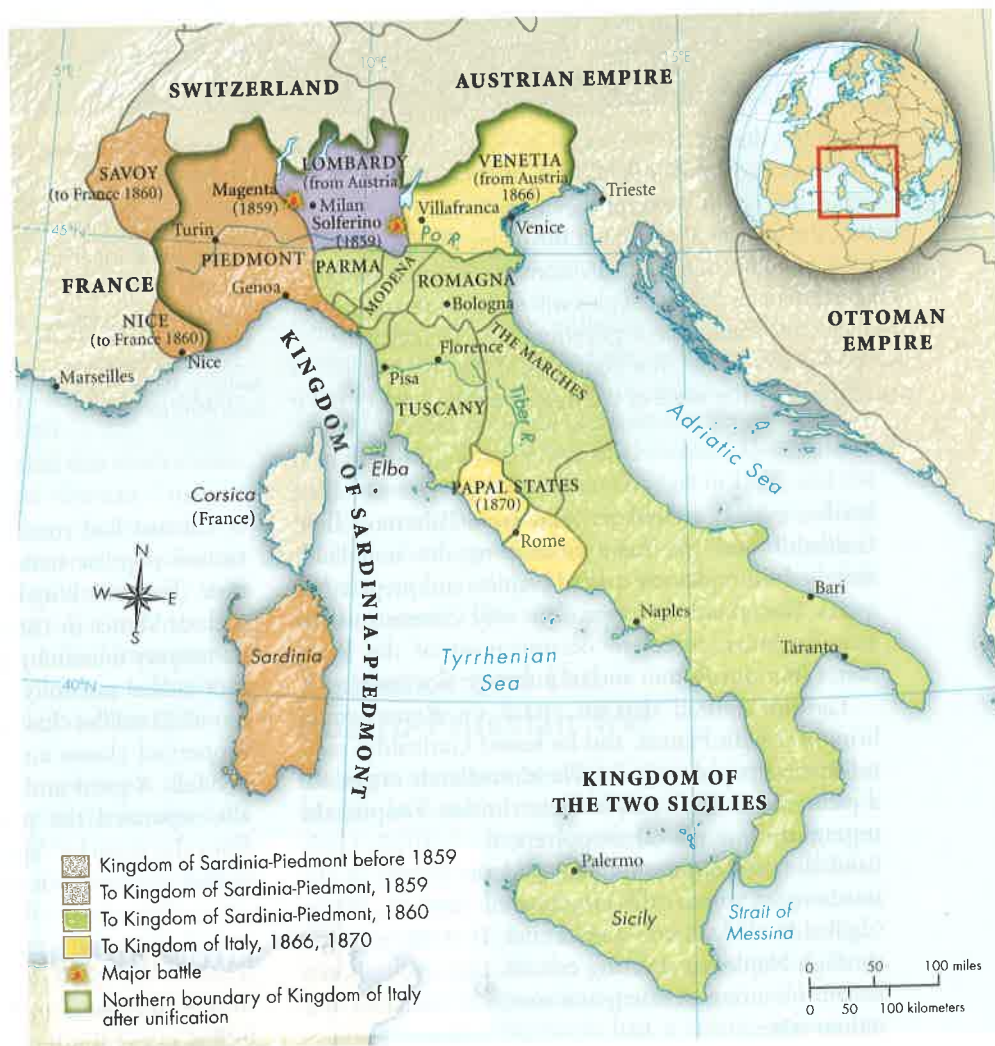 5°E
10°E
15°E
SWITZERLAND
AUSTRIAN EMPIRE
SAVOY
(to France 1860)
LOMBARDY
(from Austria)
VENETIA
(from Austria
1866)
Magenta
(1859)
Milan
Solferino
(1859)
Villafranca
Trieste
Venice
Po R.
45°N
Turin
PIEDMONT
PARMA
MODENA
ROMAGNA
Bologna
FRANCE
Genoa
NICE
(to France 1860)
Nice
Marseilles
OTTOMAN
EMPIRE
Florence
THE MARCHES
Pisa
TUSCANY
Tiber R.
Adriatic Sea
KINGDOM OF SARDINIA-PIEDMONT
Elba
Corsica
(France)
PAPAL STATES
(1870)
Rome
N
W
E
S
Bari
Naples
Taranto
Sardinia
Tyrrhenian
Sea
40°N
KINGDOM OF
THE TWO SICILIES
Palermo
Sicily
Strait of
Messina
Kingdom of Sardinia-Piedmont before 1859
To Kingdom of Sardinia-Piedmont, 1859
To Kingdom of Sardinia-Piedmont, 1860
To Kingdom of Italy, 1866, 1870
Major battle
Northern boundary of Kingdom of Italy
after unification
0 50 100 miles
0 50 100 kilometers